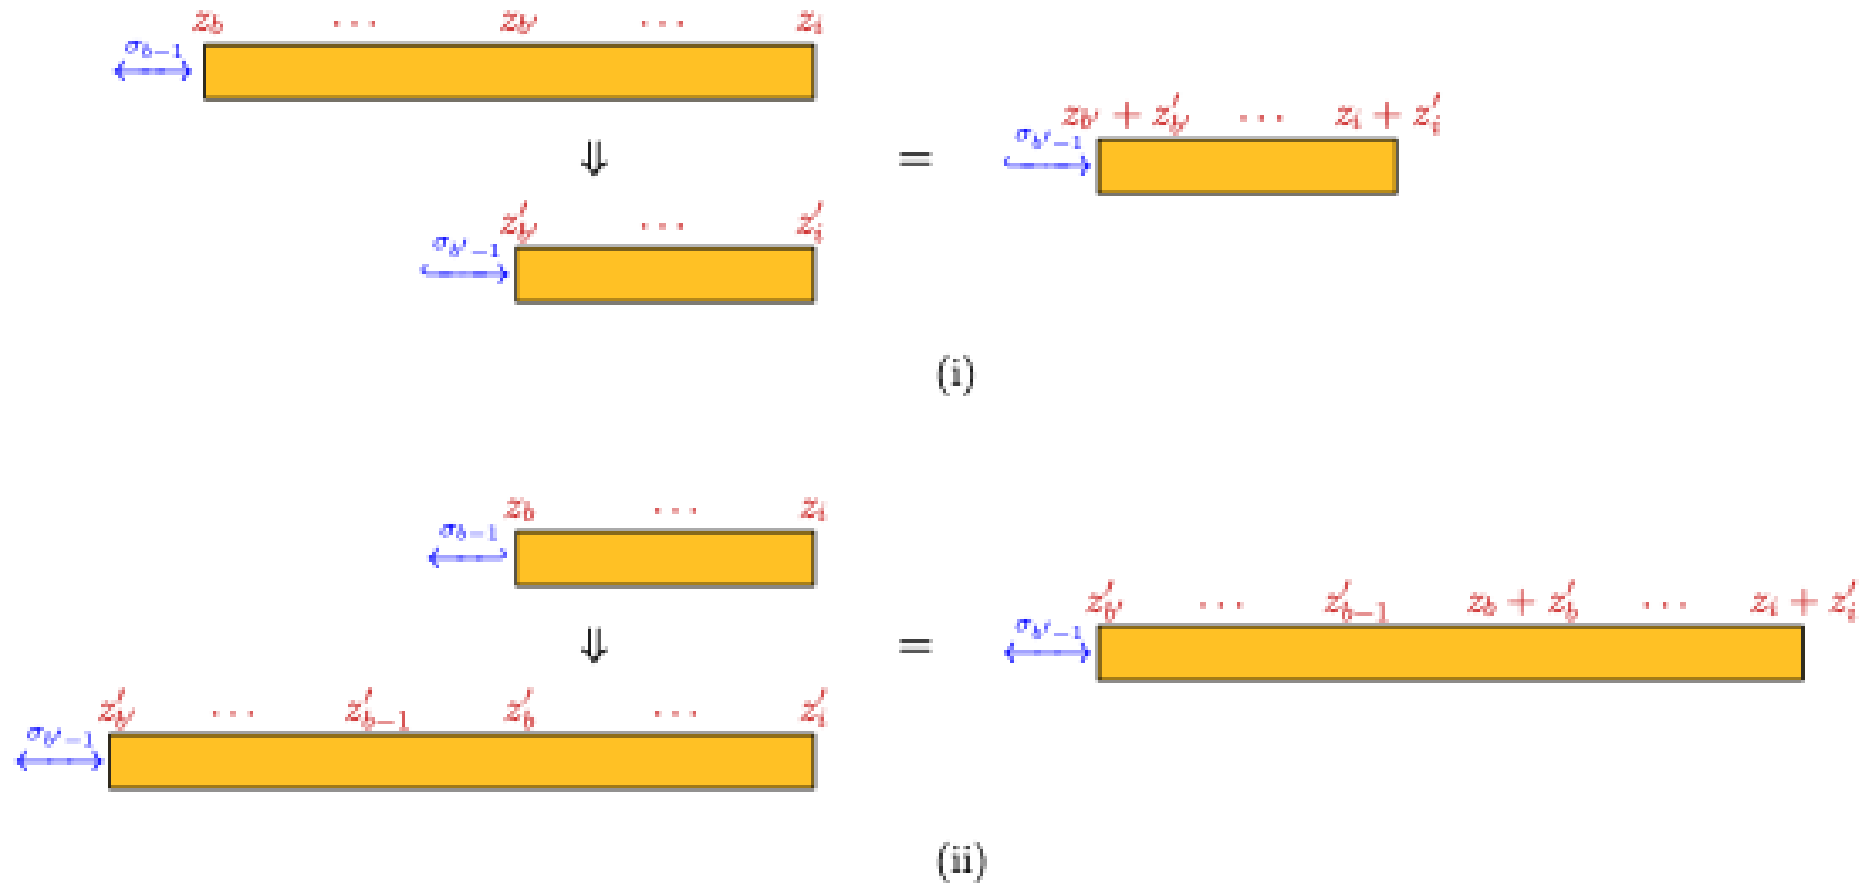 z_b ⋯ z_{b'} ⋯ z_i
σ_{b−1}
z_{b'} + z'_{b'} ⋯ z_i + z'_i
σ_{b'−1}
⇓ =
z'_{b'} ⋯ z'_i
σ_{b'−1}
(i)
z_b ⋯ z_i
σ_{b−1}
z'_{b'} ⋯ z'_{b−1} z_b + z'_b ⋯ z_i + z'_i
σ_{b'−1}
⇓ =
z'_{b'} ⋯ z'_{b−1} z'_b ⋯ z'_i
σ_{b'−1}
(ii)